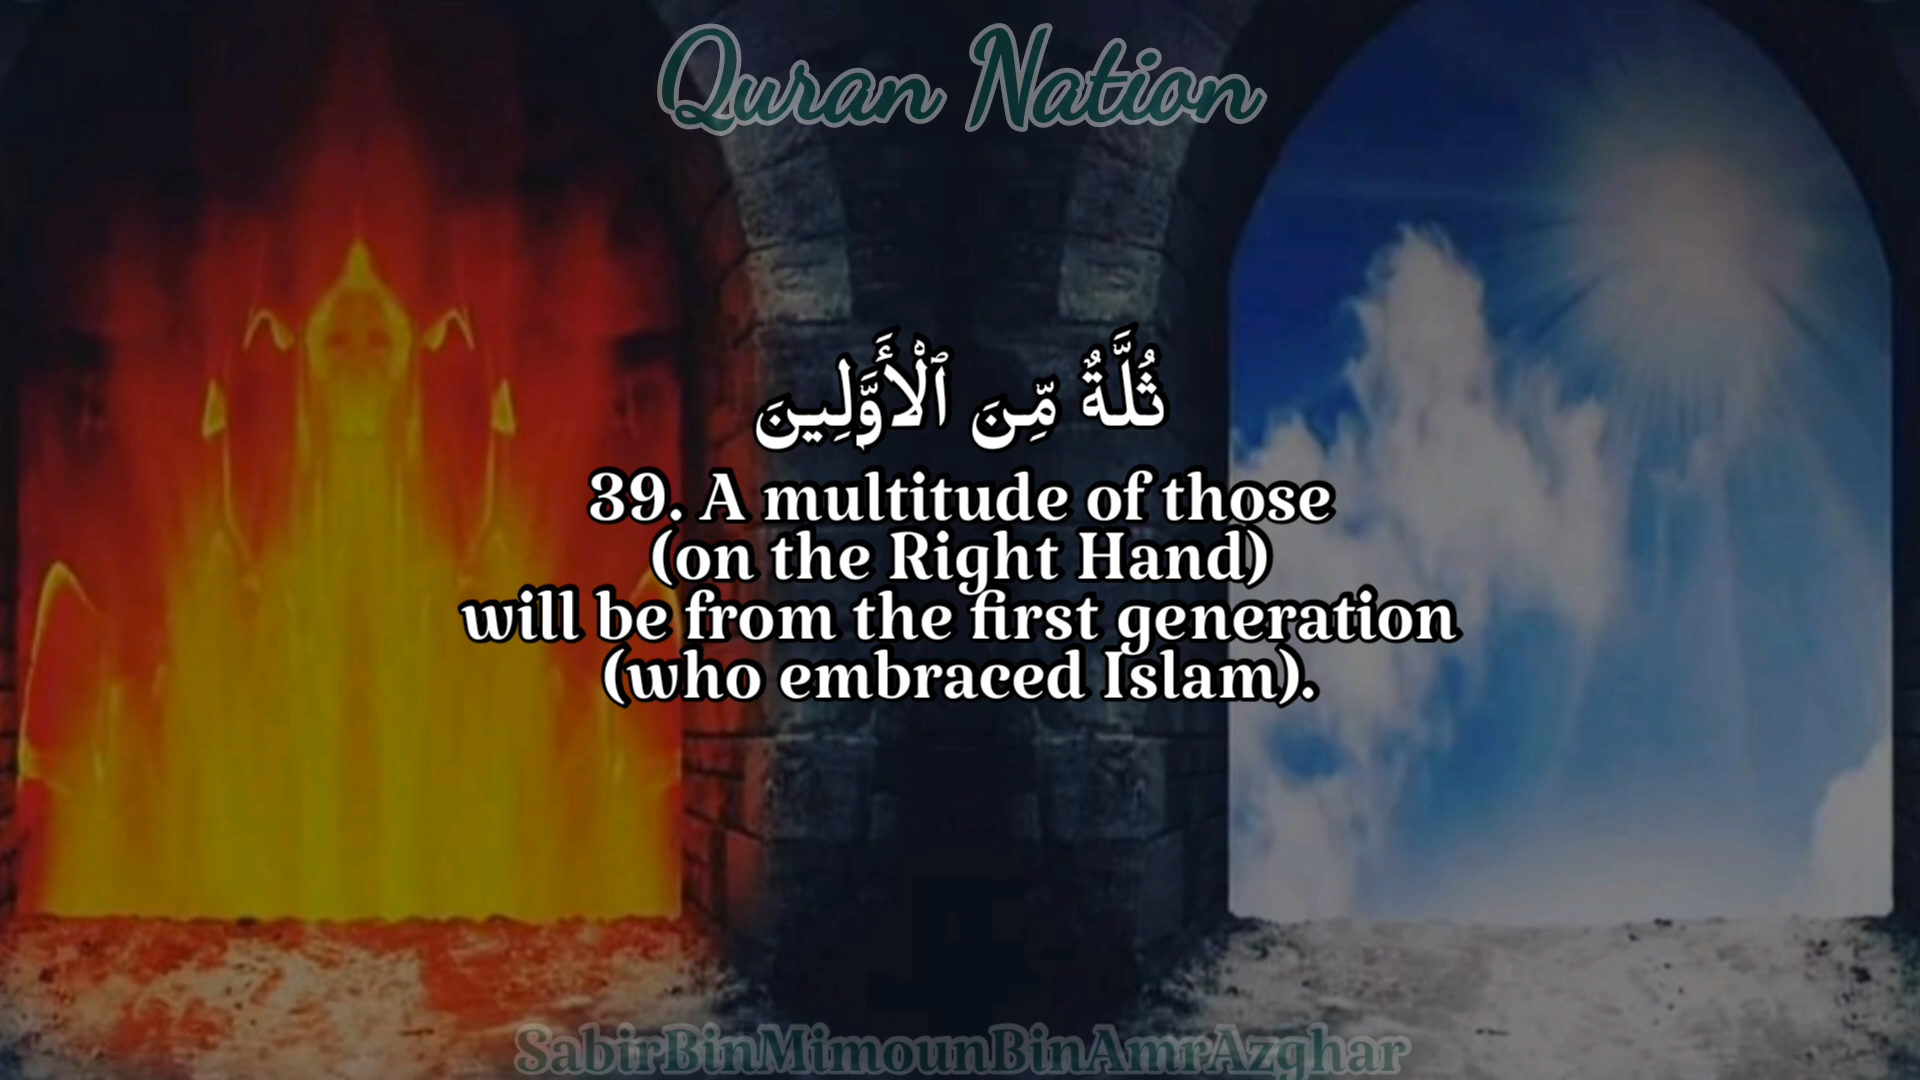 Quran Nation
ثُلَّةٌ مِّنَ ٱلْأَوَّلِينَ
39. A multitude of those
(on the Right Hand)
will be from the first generation
(who embraced Islam).
SabirBinMimounBinAmrAzghar